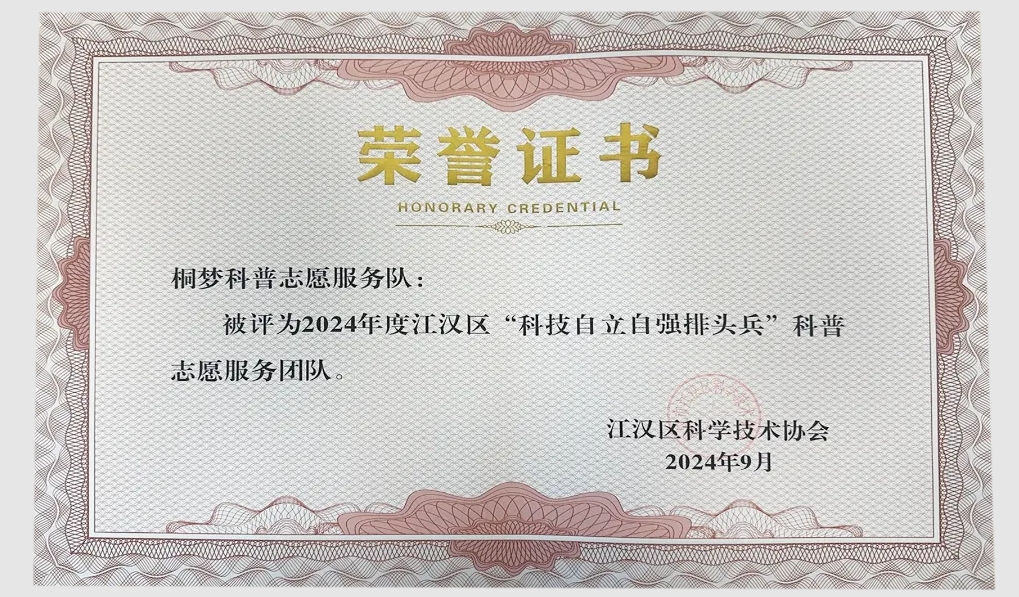 荣誉证书
HONORARY CREDENTIAL
桐梦科普志愿服务队：
被评为2024年度江汉区“科技自立自强排头兵”科普
志愿服务团队。
江汉区科学技术协会
2024年9月